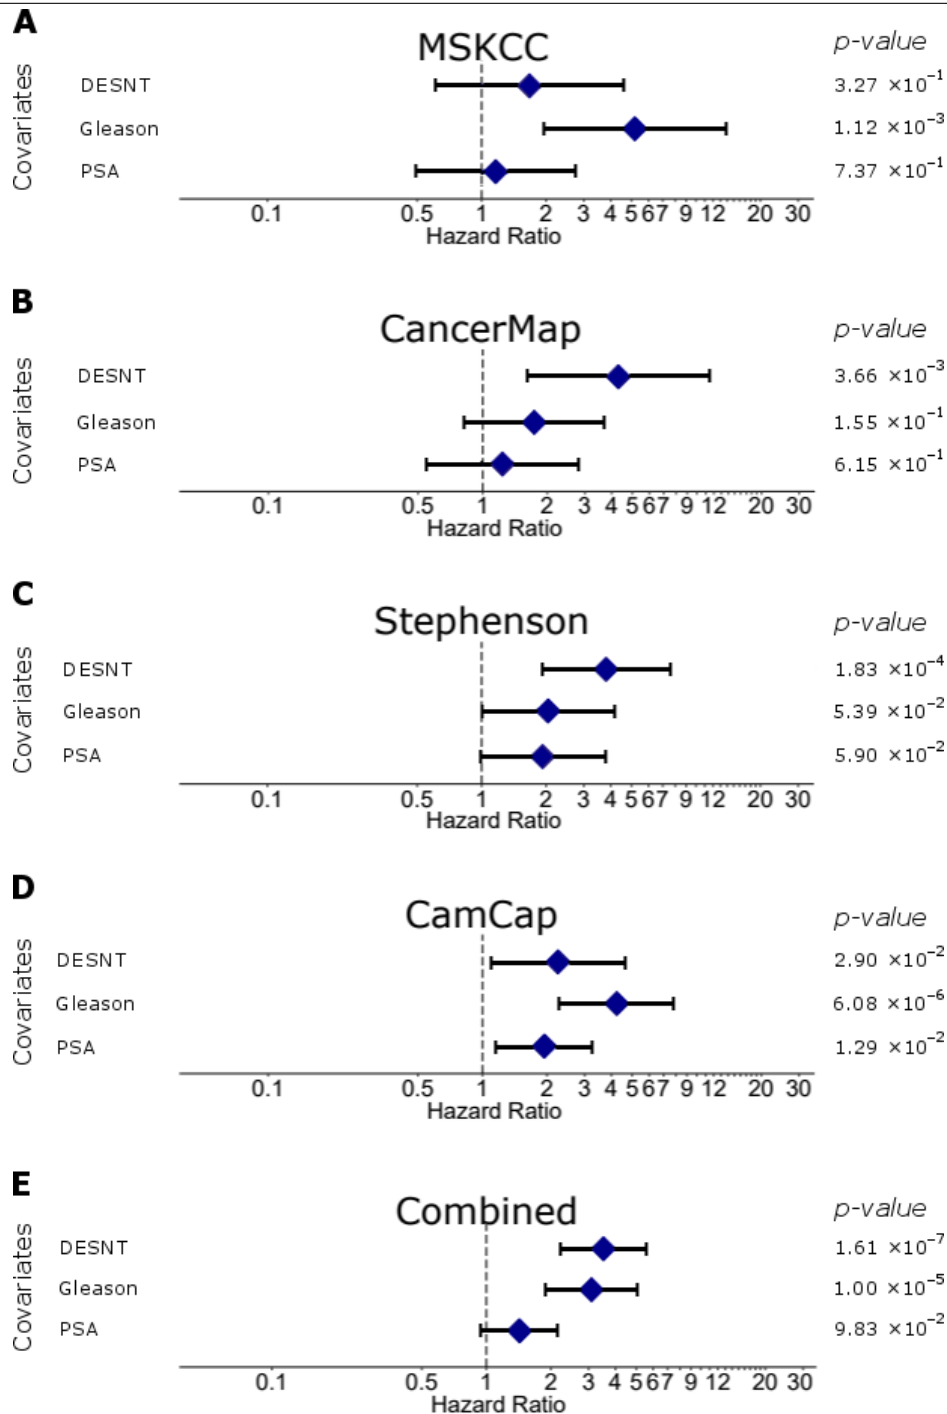 A
MSKCC
p-value
Covariates
DESNT 3.27 ×10⁻¹
Gleason 1.12 ×10⁻³
PSA 7.37 ×10⁻¹
0.1 0.5 1 2 3 4 5 6 7 9 12 20 30
Hazard Ratio
B
CancerMap
p-value
Covariates
DESNT 3.66 ×10⁻³
Gleason 1.55 ×10⁻¹
PSA 6.15 ×10⁻¹
0.1 0.5 1 2 3 4 5 6 7 9 12 20 30
Hazard Ratio
C
Stephenson
p-value
Covariates
DESNT 1.83 ×10⁻⁴
Gleason 5.39 ×10⁻²
PSA 5.90 ×10⁻²
0.1 0.5 1 2 3 4 5 6 7 9 12 20 30
Hazard Ratio
D
CamCap
p-value
Covariates
DESNT 2.90 ×10⁻²
Gleason 6.08 ×10⁻⁶
PSA 1.29 ×10⁻²
0.1 0.5 1 2 3 4 5 6 7 9 12 20 30
Hazard Ratio
E
Combined
p-value
Covariates
DESNT 1.61 ×10⁻⁷
Gleason 1.00 ×10⁻⁵
PSA 9.83 ×10⁻²
0.1 0.5 1 2 3 4 5 6 7 9 12 20 30
Hazard Ratio